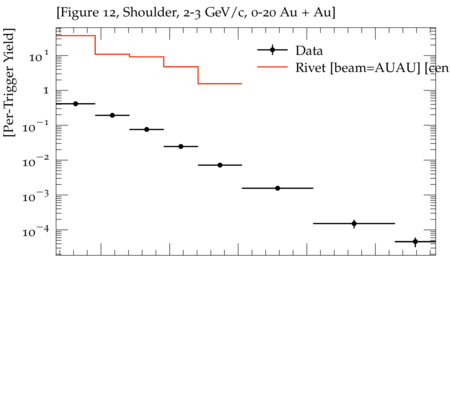 [Figure 12, Shoulder, 2-3 GeV/c, 0-20 Au + Au]
[Per-Trigger Yield]
Data
Rivet [beam=AUAU] [cen
10 1
1
10−1
10−2
10−3
10−4